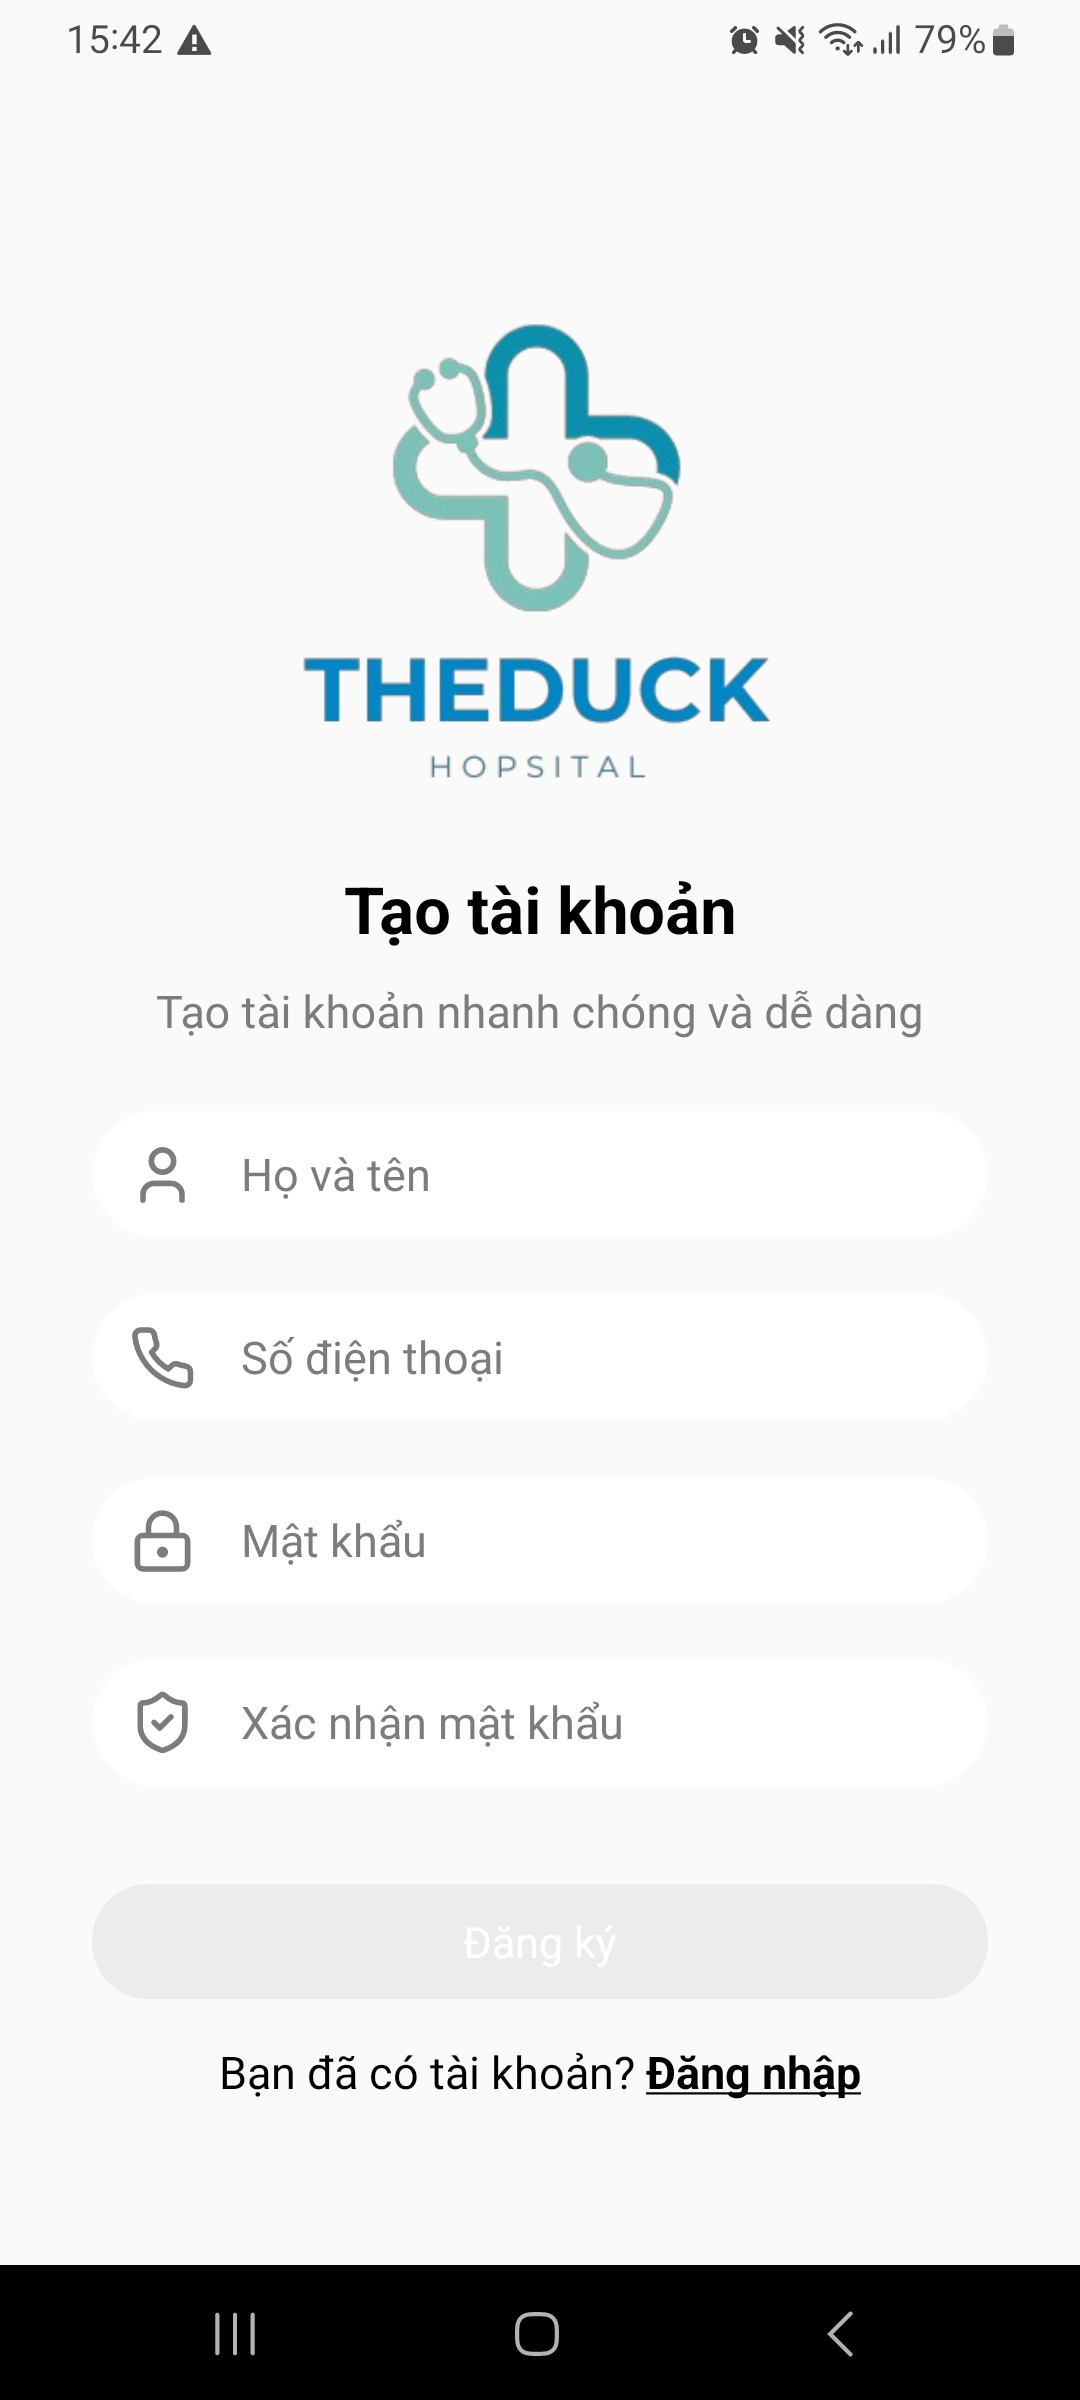 15:42
79%
THEDUCK
HOPSITAL
Tạo tài khoản
Tạo tài khoản nhanh chóng và dễ dàng
Họ và tên
Số điện thoại
Mật khẩu
Xác nhận mật khẩu
Đăng ký
Bạn đã có tài khoản? Đăng nhập